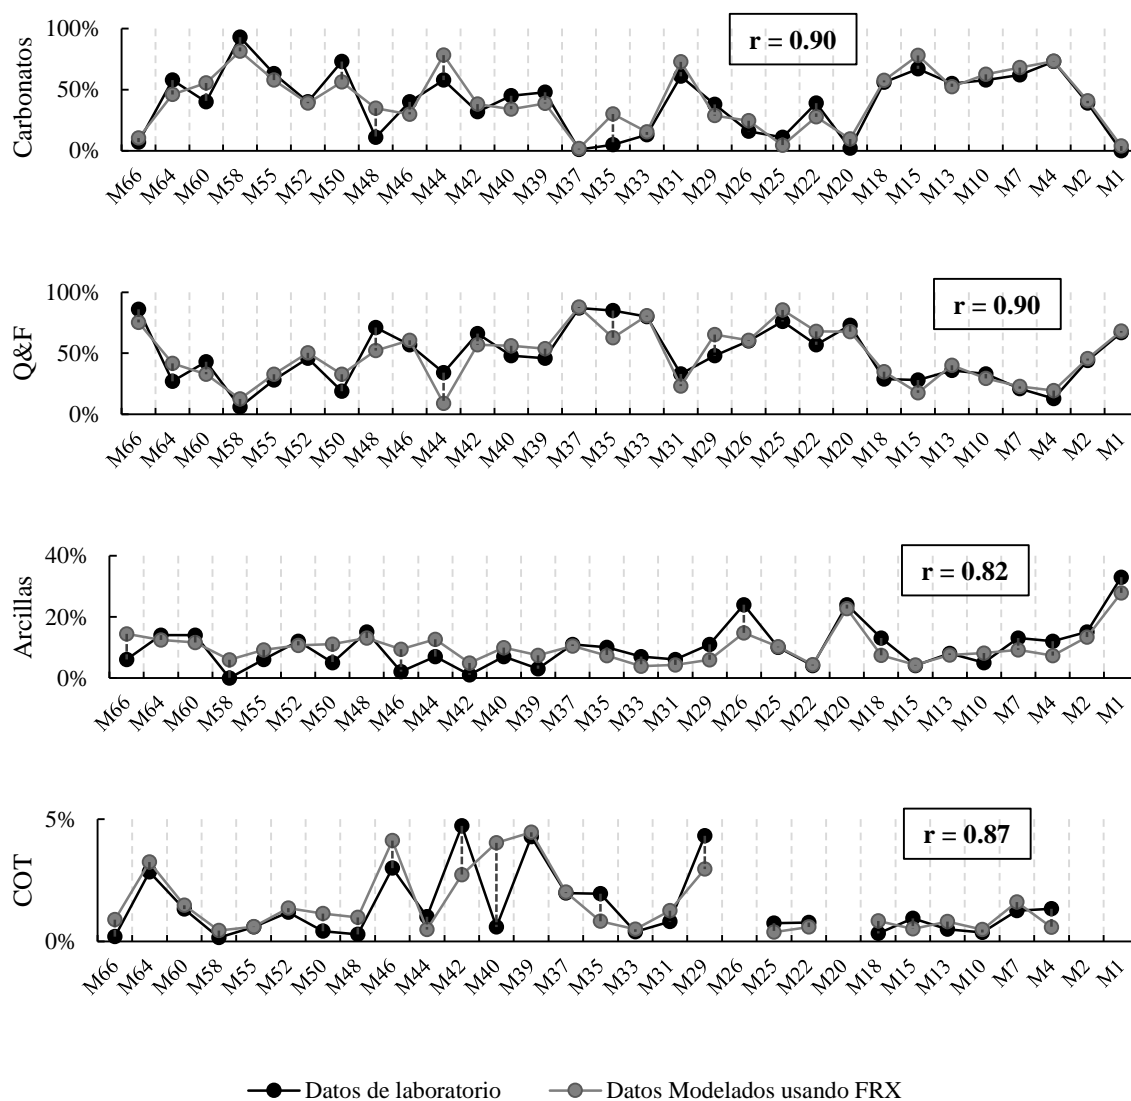 Carbonatos
100%
50%
0%
r = 0.90
M66 M64 M60 M58 M55 M52 M50 M48 M46 M44 M42 M40 M39 M37 M35 M33 M31 M29 M26 M25 M22 M20 M18 M15 M13 M10 M7 M4 M2 M1
Q&F
100%
50%
0%
r = 0.90
M66 M64 M60 M58 M55 M52 M50 M48 M46 M44 M42 M40 M39 M37 M35 M33 M31 M29 M26 M25 M22 M20 M18 M15 M13 M10 M7 M4 M2 M1
Arcillas
40%
20%
0%
r = 0.82
M66 M64 M60 M58 M55 M52 M50 M48 M46 M44 M42 M40 M39 M37 M35 M33 M31 M29 M26 M25 M22 M20 M18 M15 M13 M10 M7 M4 M2 M1
COT
5%
0%
r = 0.87
M66 M64 M60 M58 M55 M52 M50 M48 M46 M44 M42 M40 M39 M37 M35 M33 M31 M29 M26 M25 M22 M20 M18 M15 M13 M10 M7 M4 M2 M1
Datos de laboratorio
Datos Modelados usando FRX